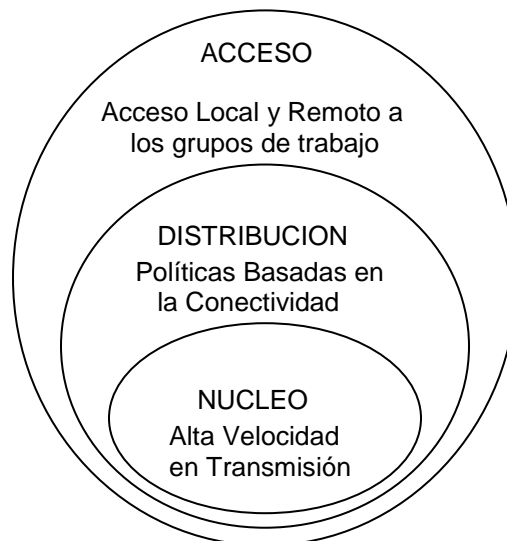 ACCESO
Acceso Local y Remoto a
los grupos de trabajo
DISTRIBUCION
Políticas Basadas en
la Conectividad
NUCLEO
Alta Velocidad
en Transmisión